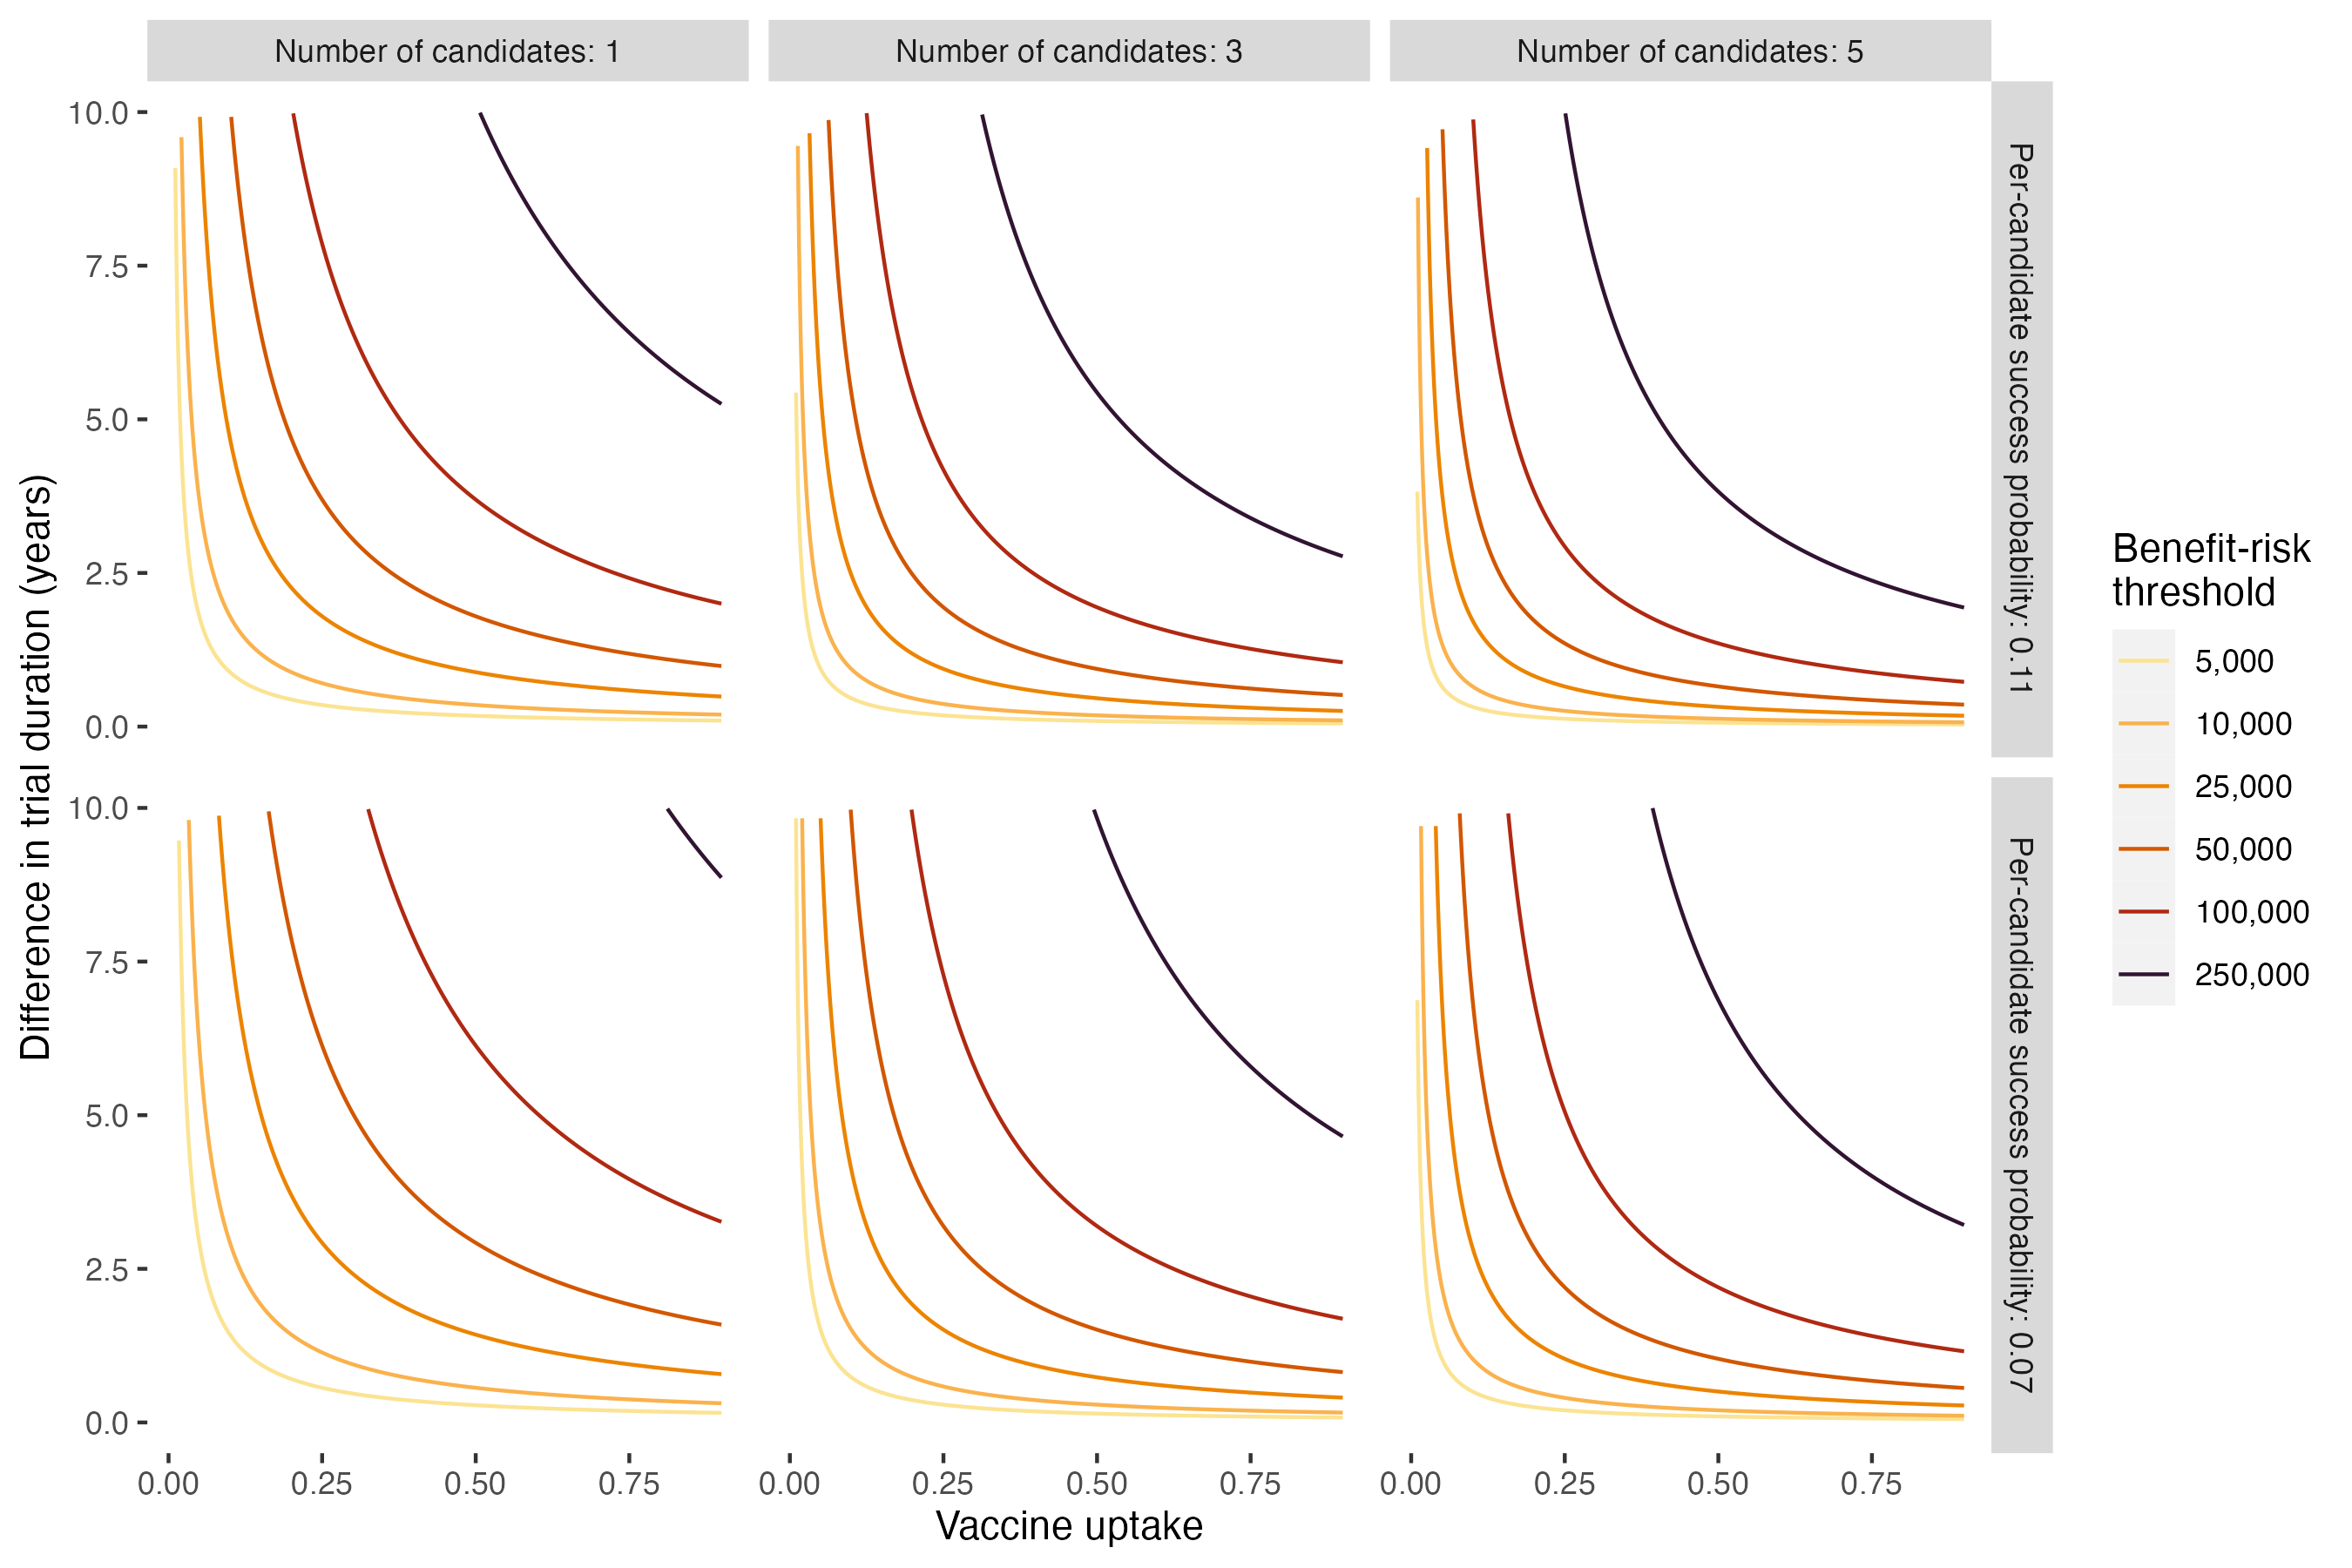 Number of candidates: 1
Number of candidates: 3
Number of candidates: 5
10.0
7.5
5.0
2.5
0.0
Per-candidate success probability: 0.11
10.0
7.5
5.0
2.5
0.0
Per-candidate success probability: 0.07
Difference in trial duration (years)
0.00 0.25 0.50 0.75
0.00 0.25 0.50 0.75
0.00 0.25 0.50 0.75
Vaccine uptake
Benefit-risk
threshold
5,000
10,000
25,000
50,000
100,000
250,000